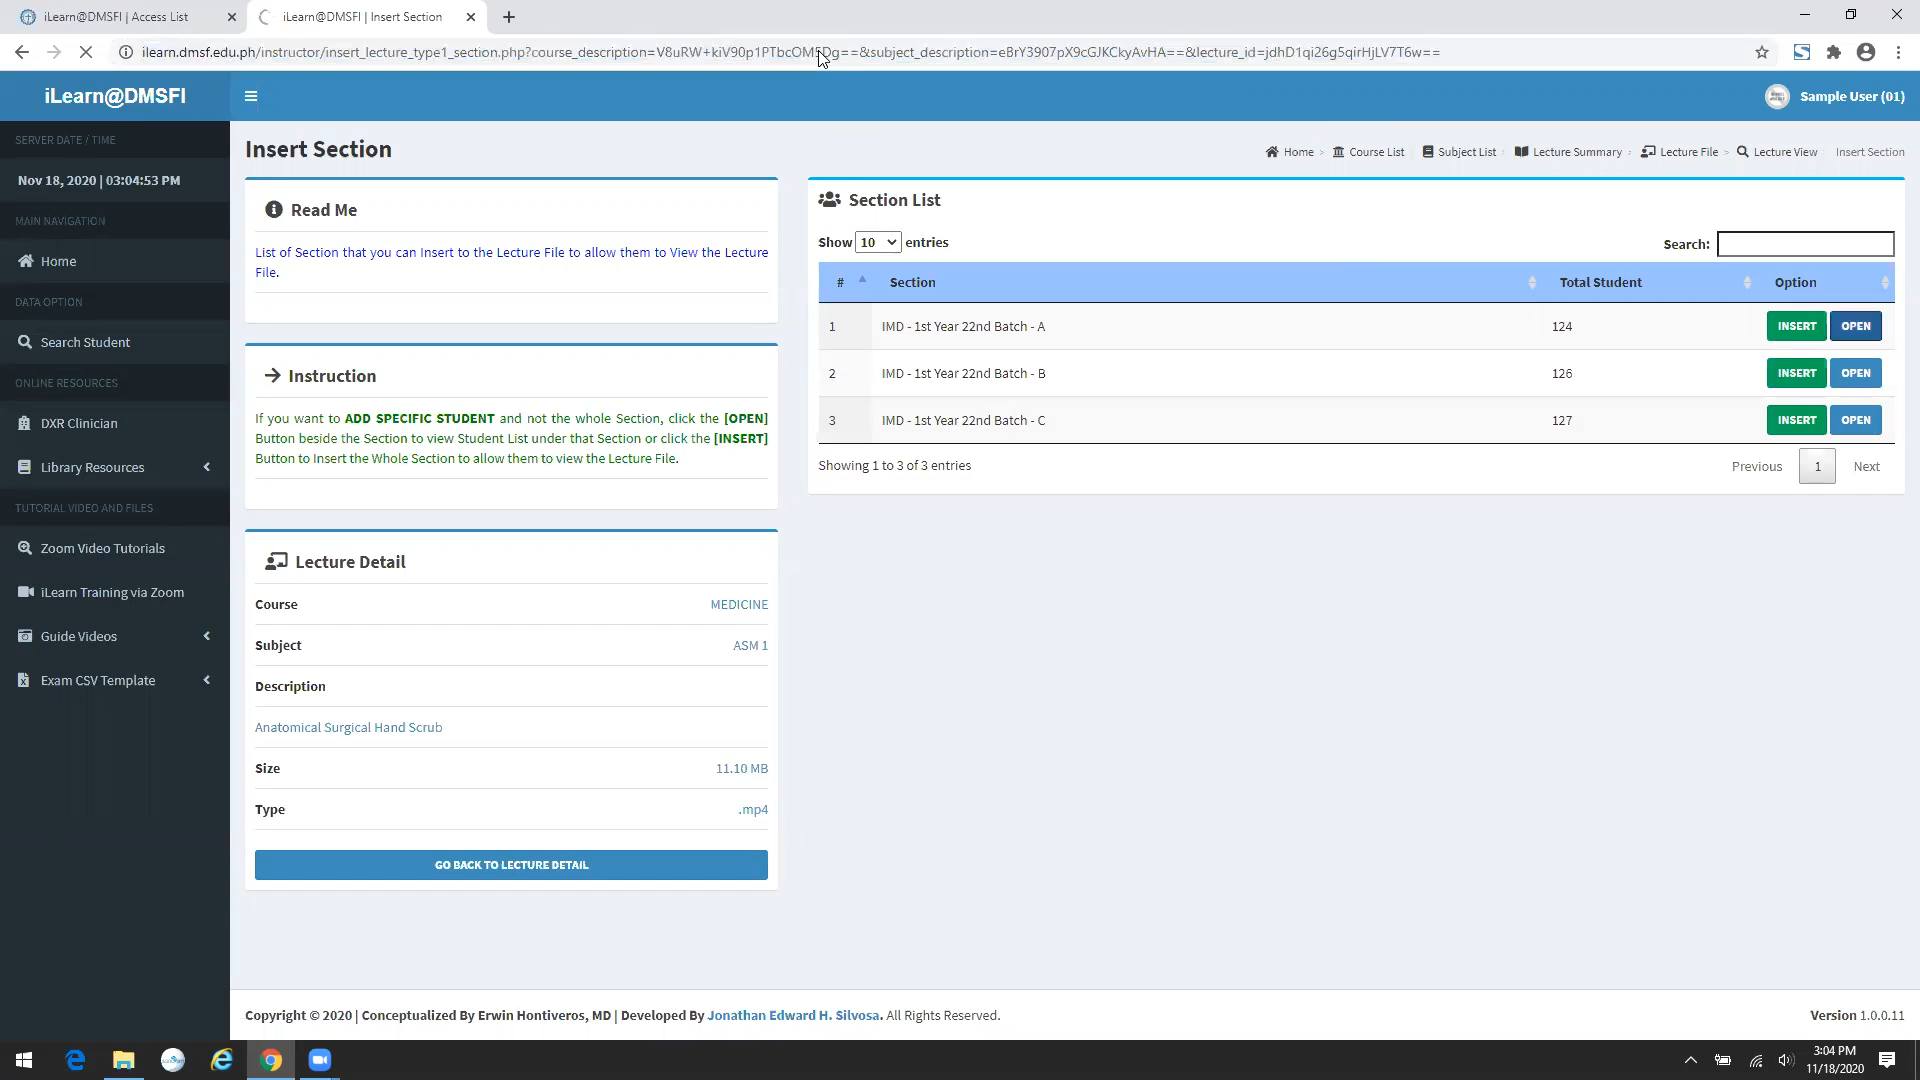 iLearn@DMSFI | Access List
iLearn@DMSFI | Insert Section
ilearn.dmsf.edu.ph/instructor/insert_lecture_type1_section.php?course_description=V8uRW+kiV90p1PTbcOM5Dg==&subject_description=eBrY3907pX9cGJKCkyAvHA==&lecture_id=jdhD1qi26g5qirHjLV7T6w==
iLearn@DMSFI
Sample User (01)
SERVER DATE / TIME
Nov 18, 2020 | 03:04:53 PM
MAIN NAVIGATION
Home
DATA OPTION
Search Student
ONLINE RESOURCES
DXR Clinician
Library Resources
TUTORIAL VIDEO AND FILES
Zoom Video Tutorials
iLearn Training via Zoom
Guide Videos
Exam CSV Template
Insert Section
Home > Course List Subject List Lecture Summary Lecture File > Lecture View Insert Section
Read Me
List of Section that you can Insert to the Lecture File to allow them to View the Lecture
File.
Instruction
If you want to ADD SPECIFIC STUDENT and not the whole Section, click the [OPEN]
Button beside the Section to view Student List under that Section or click the [INSERT]
Button to Insert the Whole Section to allow them to view the Lecture File.
Lecture Detail
Course MEDICINE
Subject ASM 1
Description
Anatomical Surgical Hand Scrub
Size 11.10 MB
Type .mp4
GO BACK TO LECTURE DETAIL
Section List
Show 10 entries
Search:
# Section Total Student Option
1 IMD - 1st Year 22nd Batch - A 124 INSERT OPEN
2 IMD - 1st Year 22nd Batch - B 126 INSERT OPEN
3 IMD - 1st Year 22nd Batch - C 127 INSERT OPEN
Showing 1 to 3 of 3 entries
Previous 1 Next
Copyright © 2020 | Conceptualized By Erwin Hontiveros, MD | Developed By Jonathan Edward H. Silvosa. All Rights Reserved.
Version 1.0.0.11
3:04 PM
11/18/2020